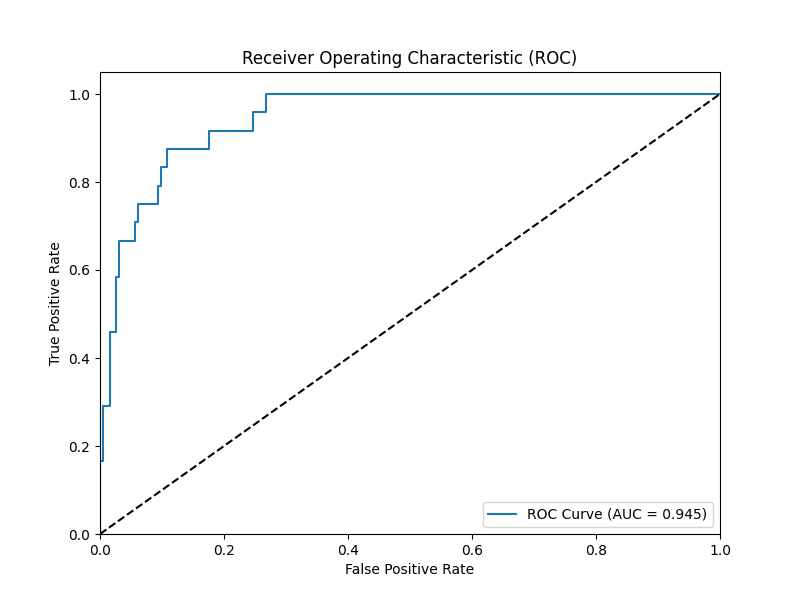 Receiver Operating Characteristic (ROC)
1.0
0.8
0.6
0.4
0.2
0.0
True Positive Rate
ROC Curve (AUC = 0.945)
0.0 0.2 0.4 0.6 0.8 1.0
False Positive Rate